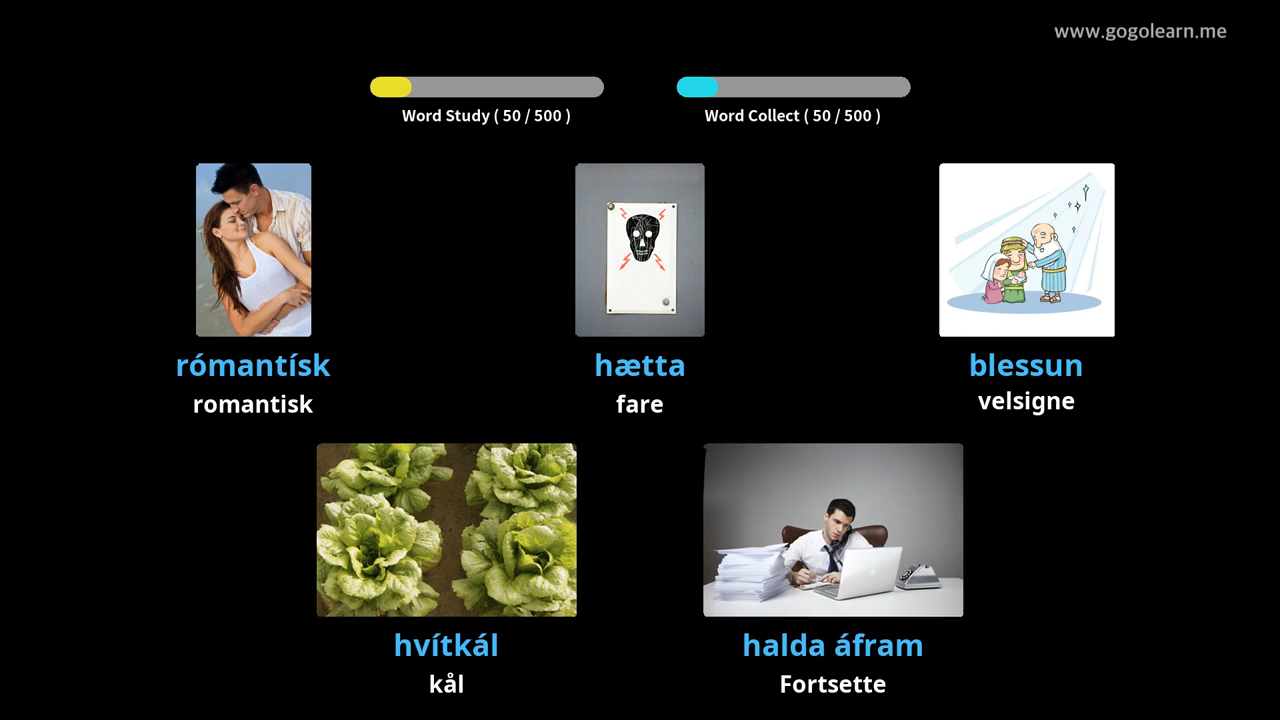 www.gogolearn.me
Word Study ( 50 / 500 )
Word Collect ( 50 / 500 )
rómantísk
hætta
blessun
romantisk
fare
velsigne
hvítkál
halda áfram
kål
Fortsette